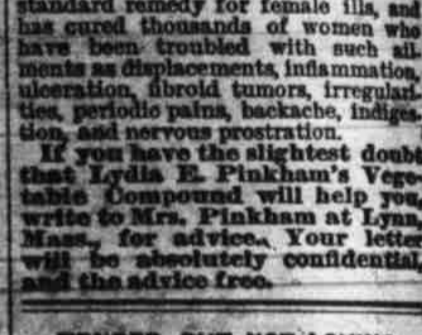 standard remedy for female ills, and
has cured thousands of women who
have been troubled with such ail-
ments as displacements, inflammation,
ulceration, fibroid tumors, irregulari-
ties, periodic pains, backache, indiges-
tion, and nervous prostration.
If you have the slightest doubt
that Lydia E. Pinkham's Vege-
table Compound will help you,
write to Mrs. Pinkham at Lynn,
Mass., for advice. Your letter
will be absolutely confidential,
and the advice free.